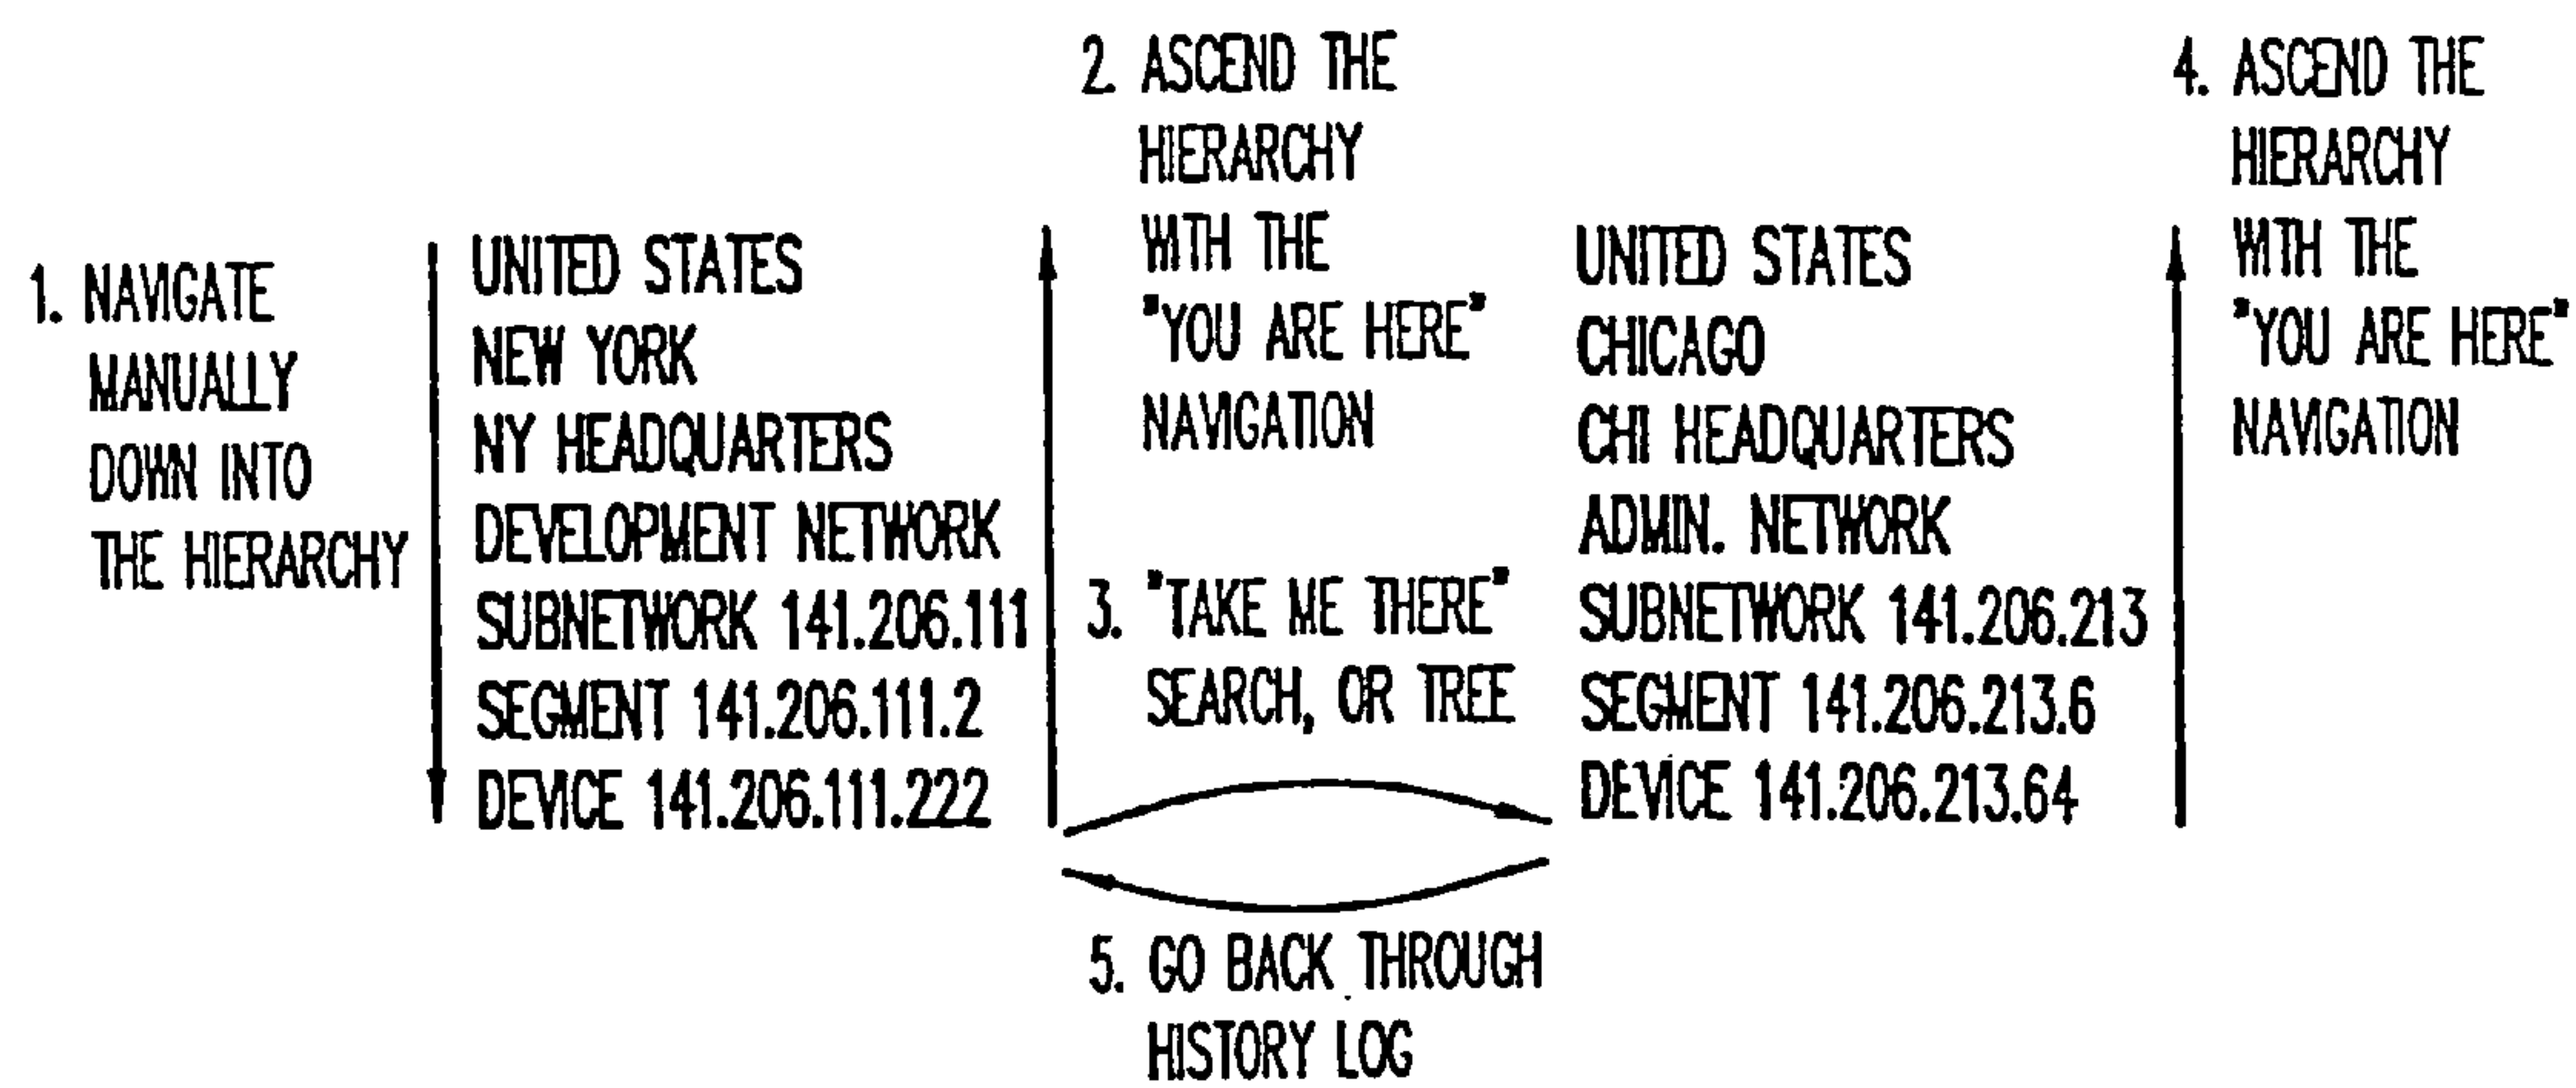 1. NAVIGATE
MANUALLY
DOWN INTO
THE HIERARCHY
UNITED STATES
NEW YORK
NY HEADQUARTERS
DEVELOPMENT NETWORK
SUBNETWORK 141.206.111
SEGMENT 141.206.111.2
DEVICE 141.206.111.222
2. ASCEND THE
HIERARCHY
WITH THE
"YOU ARE HERE"
NAVIGATION
3. "TAKE ME THERE"
SEARCH, OR TREE
UNITED STATES
CHICAGO
CHI HEADQUARTERS
ADMIN. NETWORK
SUBNETWORK 141.206.213
SEGMENT 141.206.213.6
DEVICE 141.206.213.64
4. ASCEND THE
HIERARCHY
WITH THE
"YOU ARE HERE"
NAVIGATION
5. GO BACK THROUGH
HISTORY LOG